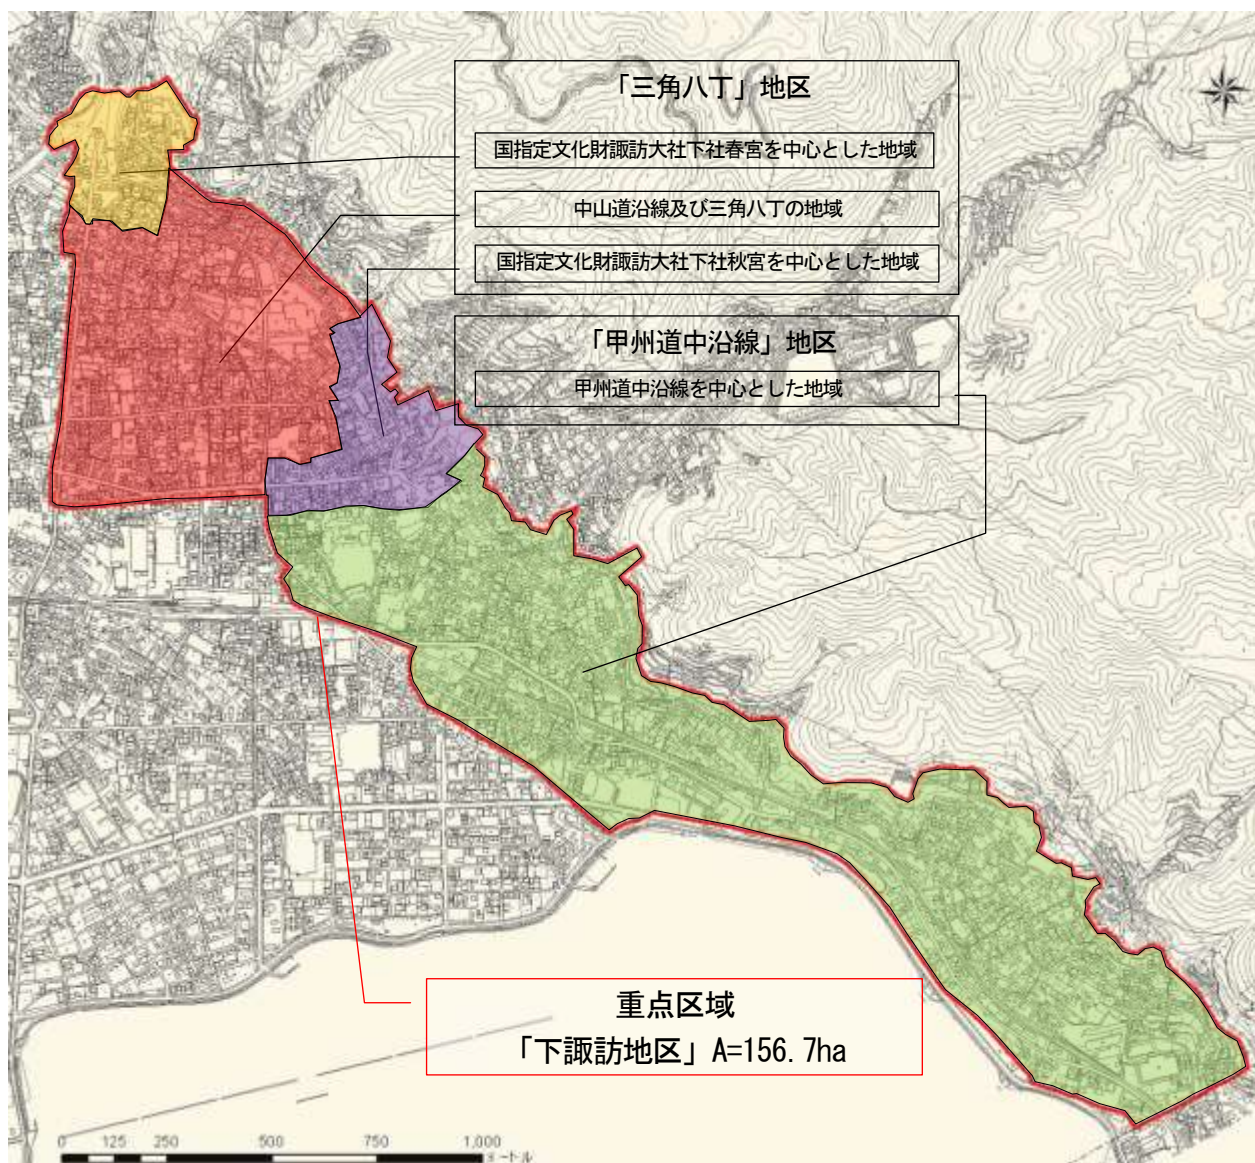 「三角八丁」地区
国指定文化財諏訪大社下社春宮を中心とした地域
中山道沿線及び三角八丁の地域
国指定文化財諏訪大社下社秋宮を中心とした地域
「甲州道中沿線」地区
甲州道中沿線を中心とした地域
重点区域
「下諏訪地区」A=156.7ha
0 125 250 500 750 1,000
メートル